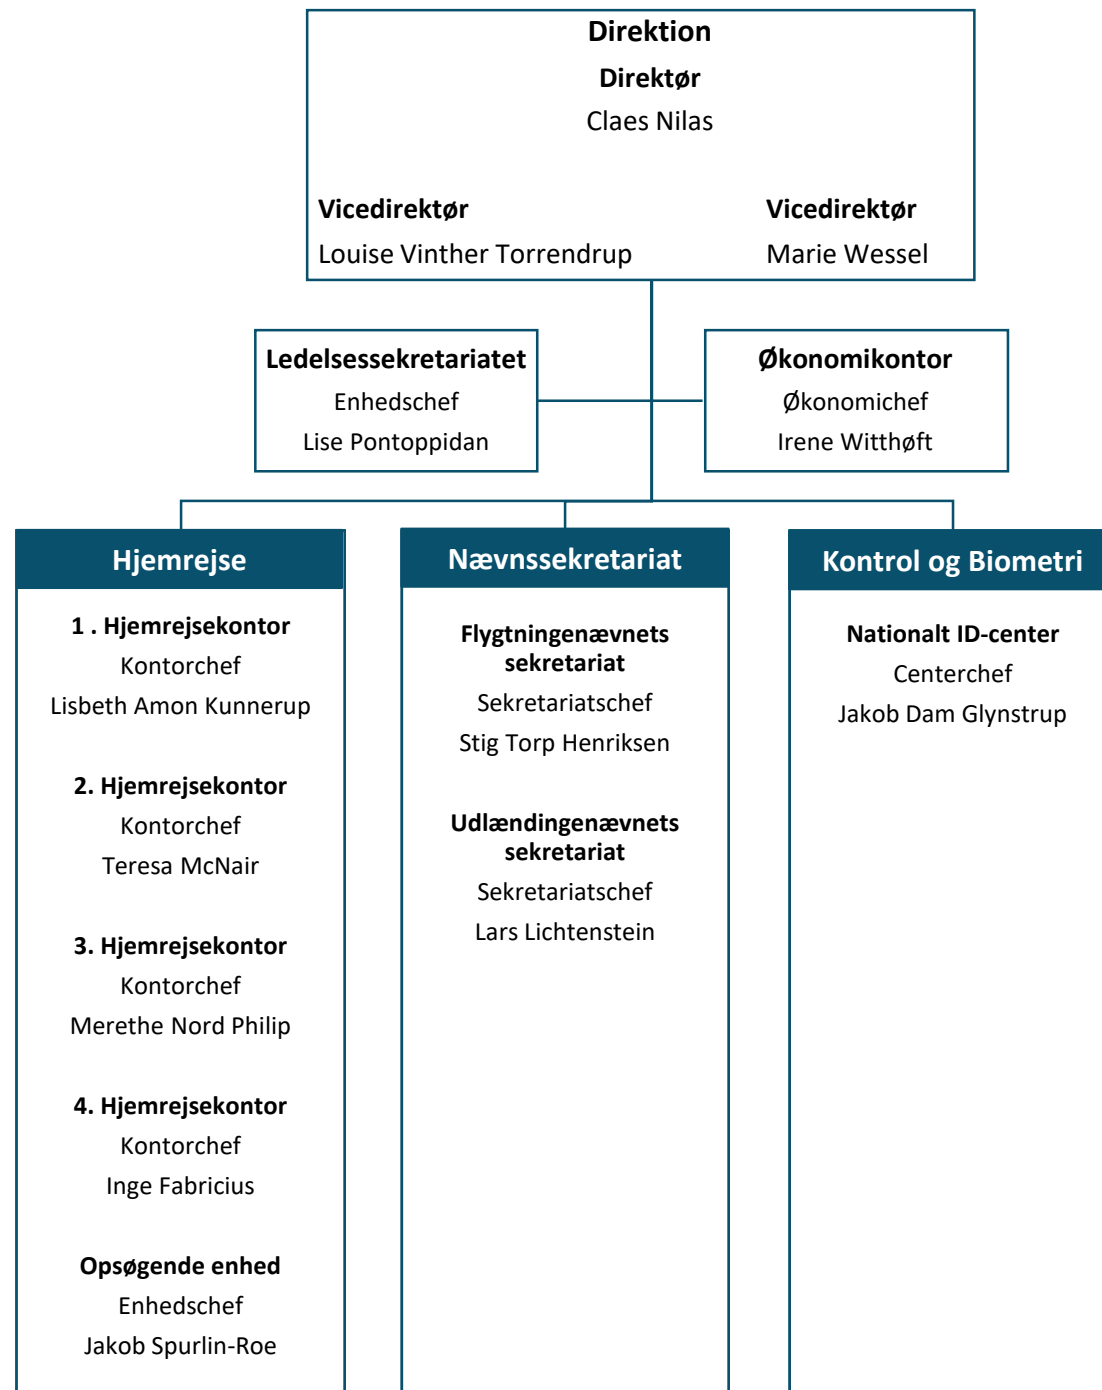 Direktion
Direktør
Claes Nilas
Vicedirektør
Louise Vinther Torrendrup
Vicedirektør
Marie Wessel
Ledelsessekretariatet
Enhedschef
Lise Pontoppidan
Økonomikontor
Økonomichef
Irene Witthøft
Hjemrejse
1 . Hjemrejsekontor
Kontorchef
Lisbeth Amon Kunnerup
2. Hjemrejsekontor
Kontorchef
Teresa McNair
3. Hjemrejsekontor
Kontorchef
Merethe Nord Philip
4. Hjemrejsekontor
Kontorchef
Inge Fabricius
Opsøgende enhed
Enhedschef
Jakob Spurlin-Roe
Nævnssekretariat
Flygtningenævnets
sekretariat
Sekretariatschef
Stig Torp Henriksen
Udlændingenævnets
sekretariat
Sekretariatschef
Lars Lichtenstein
Kontrol og Biometri
Nationalt ID-center
Centerchef
Jakob Dam Glynstrup